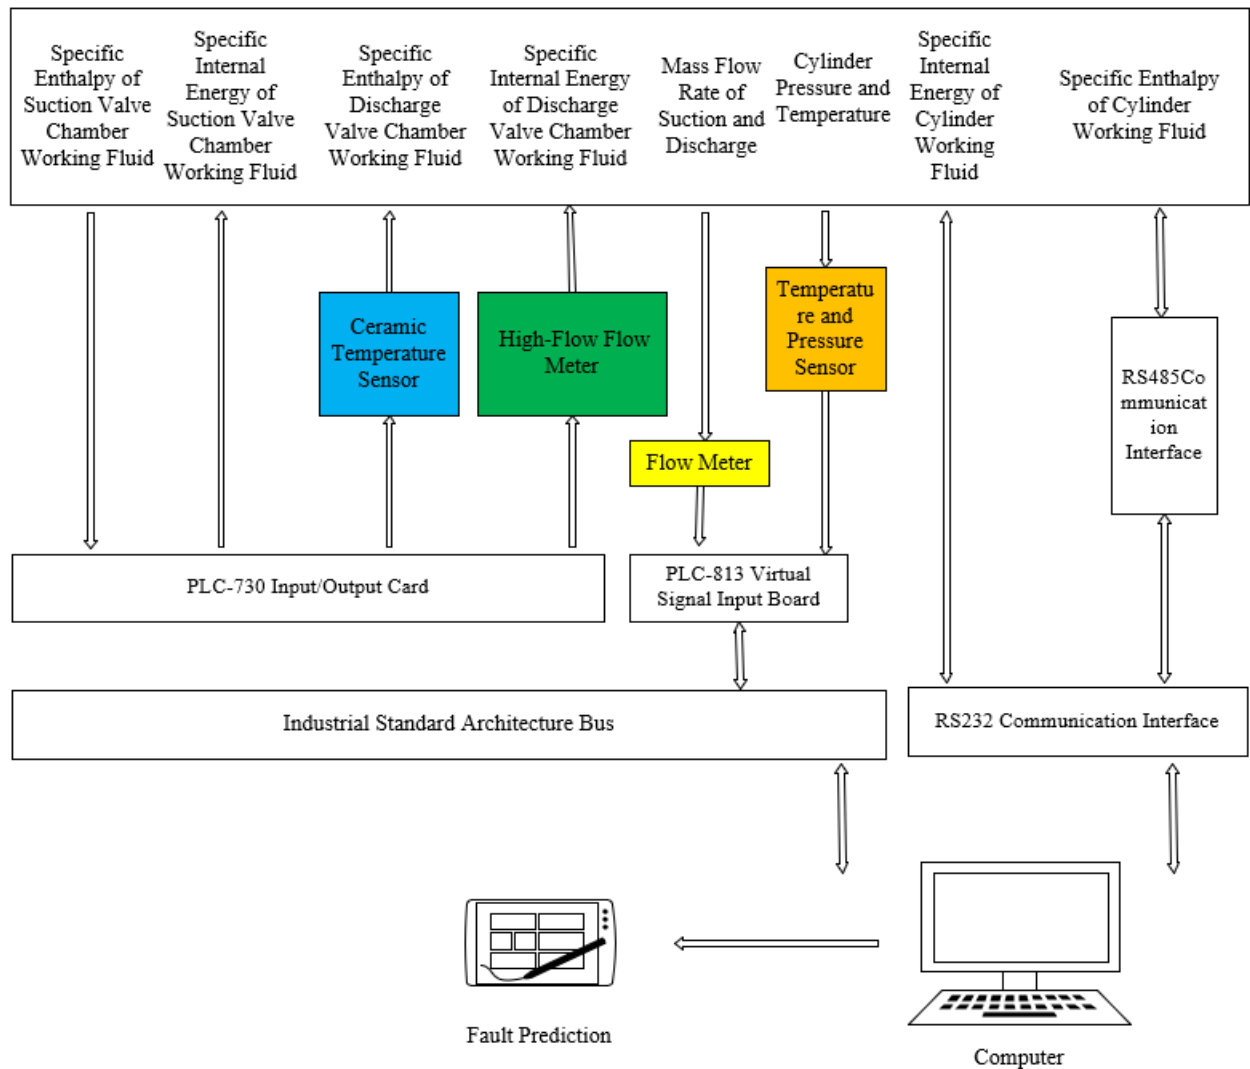 Specific
Enthalpy of
Suction Valve
Chamber
Working Fluid
Specific
Internal
Energy of
Suction Valve
Chamber
Working Fluid
Specific
Enthalpy of
Discharge
Valve Chamber
Working Fluid
Specific
Internal Energy
of Discharge
Valve Chamber
Working Fluid
Mass Flow
Rate of
Suction and
Discharge
Cylinder
Pressure and
Temperature
Specific
Internal
Energy of
Cylinder
Working
Fluid
Specific Enthalpy
of Cylinder
Working Fluid
Ceramic
Temperature
Sensor
High-Flow Flow
Meter
Temperatu
re and
Pressure
Sensor
Flow Meter
RS485Co
mmunicat
ion
Interface
PLC-730 Input/Output Card
PLC-813 Virtual
Signal Input Board
Industrial Standard Architecture Bus
RS232 Communication Interface
Fault Prediction
Computer